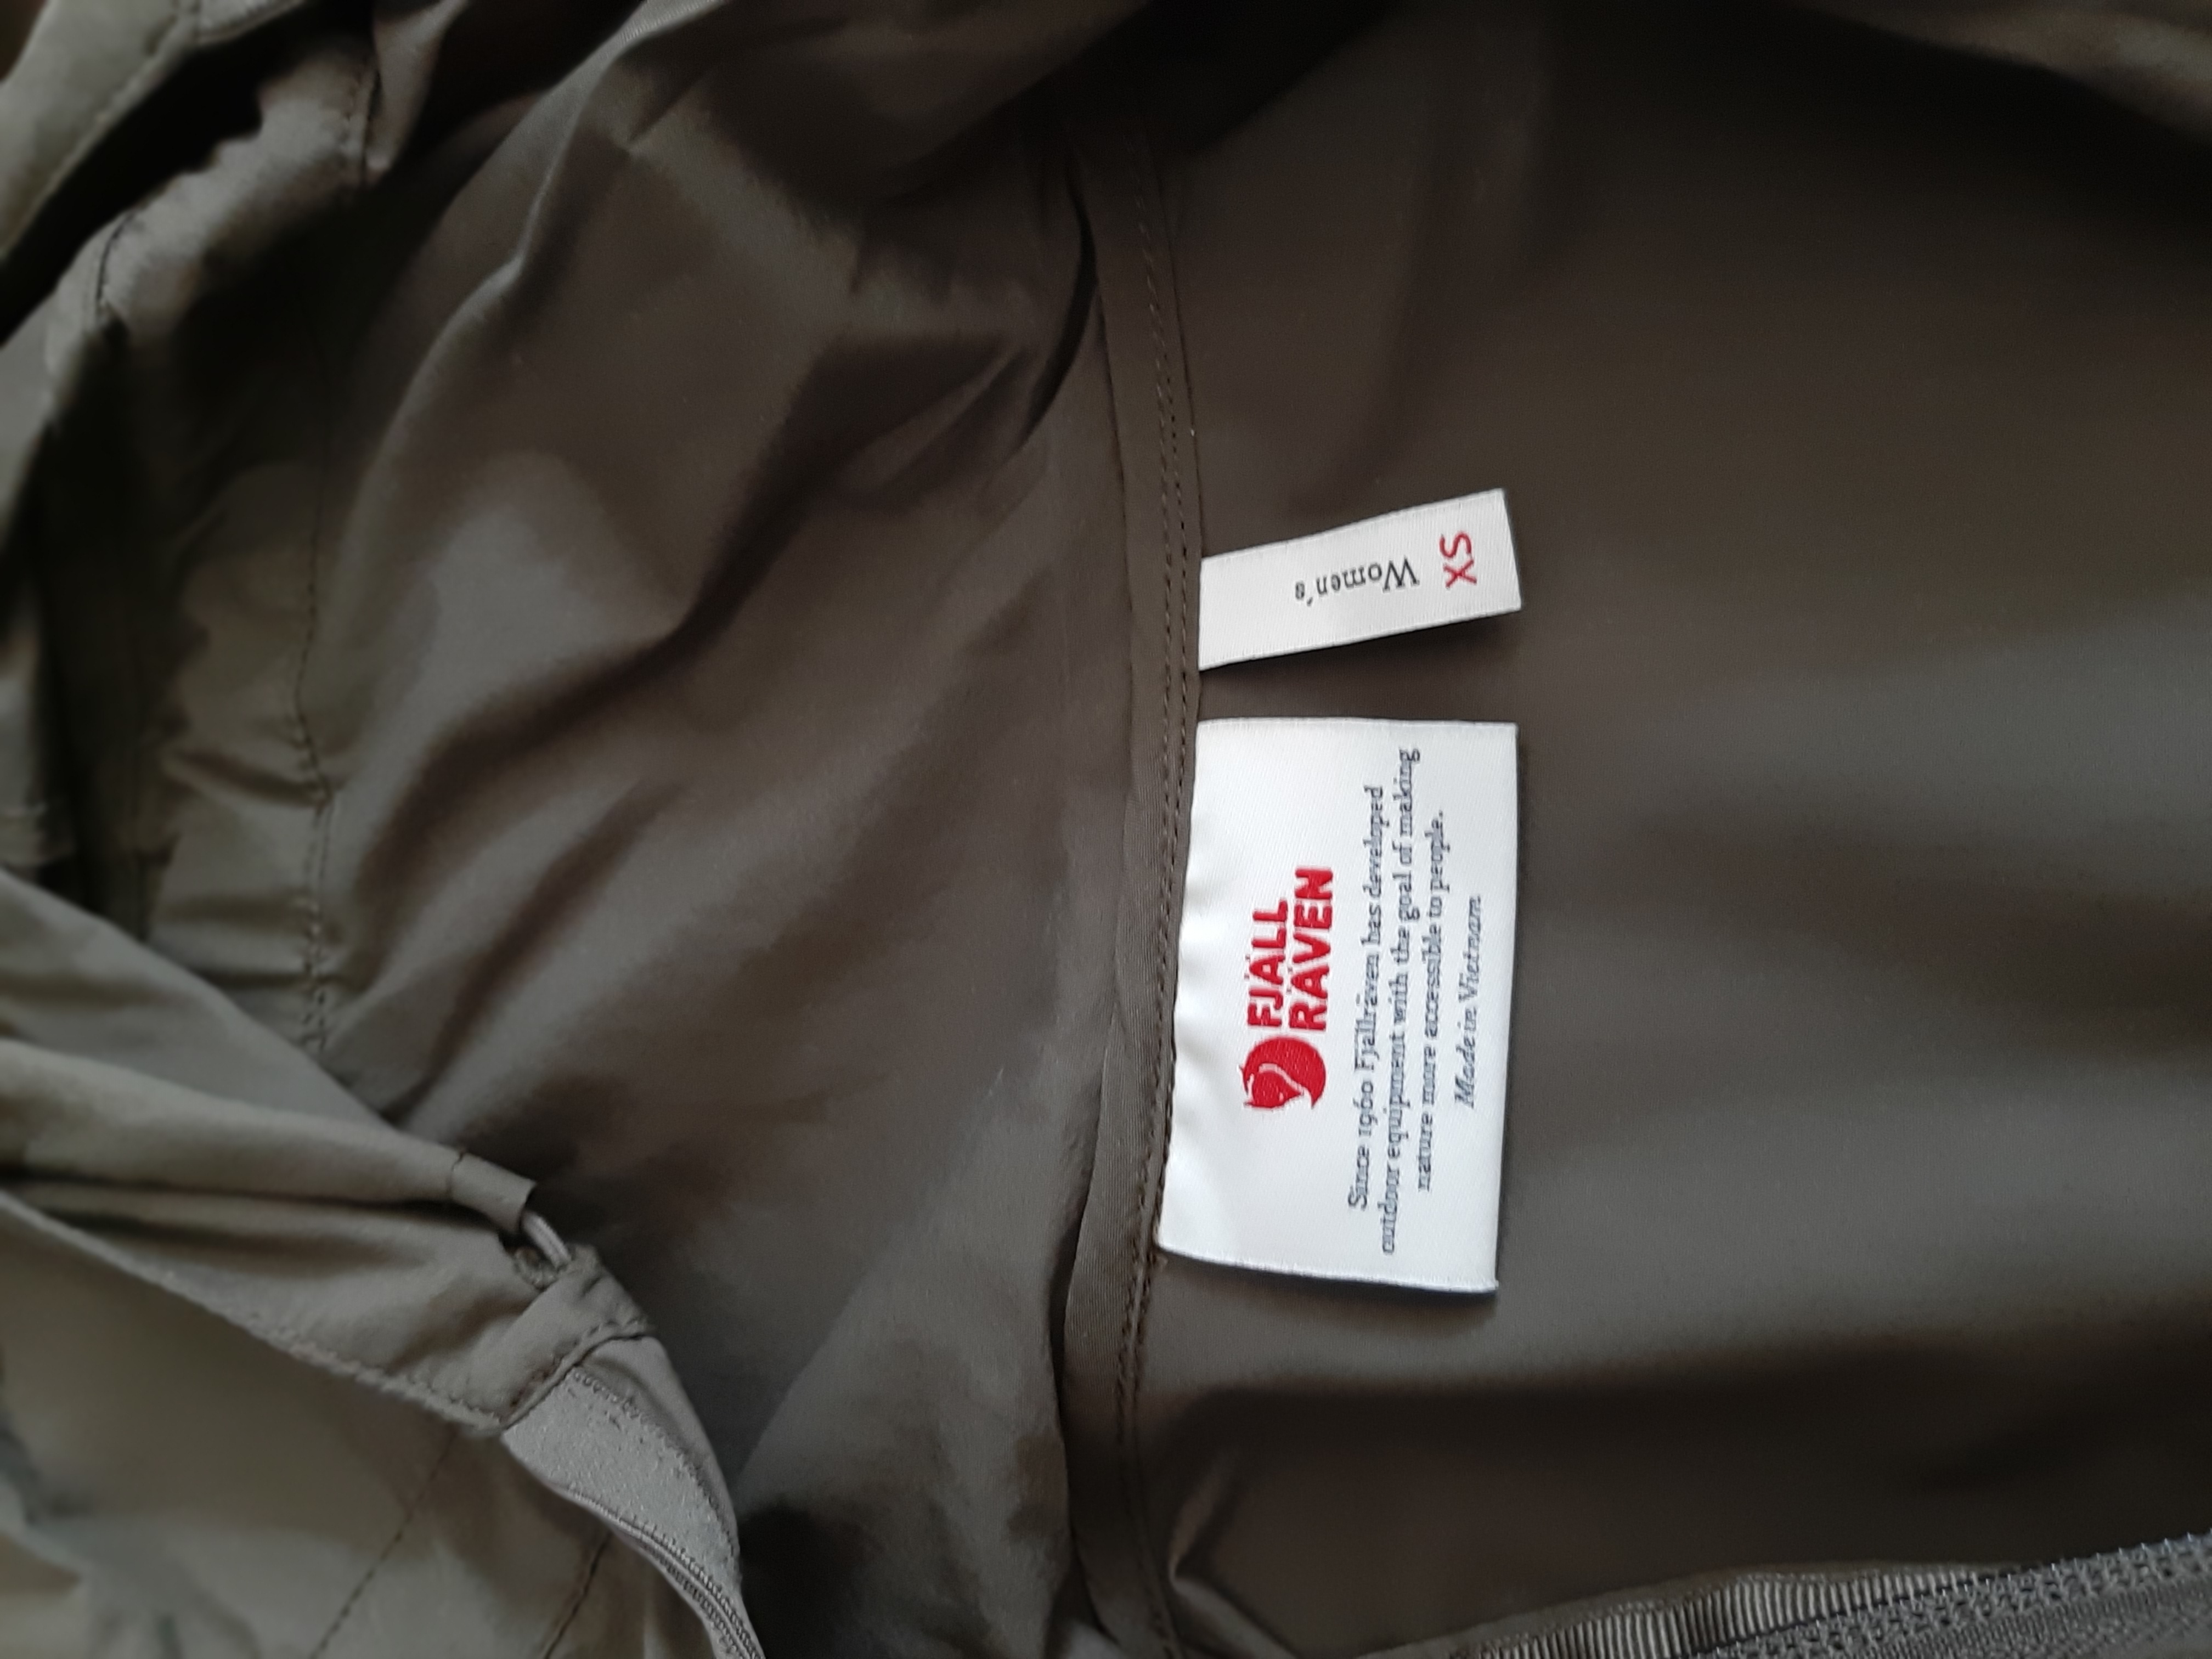 FJÄLL
RÄVEN
Since 1960 Fjällräven has developed
outdoor equipment with the goal of making
nature more accessible to people.
Made in Vietnam
Women's
XS